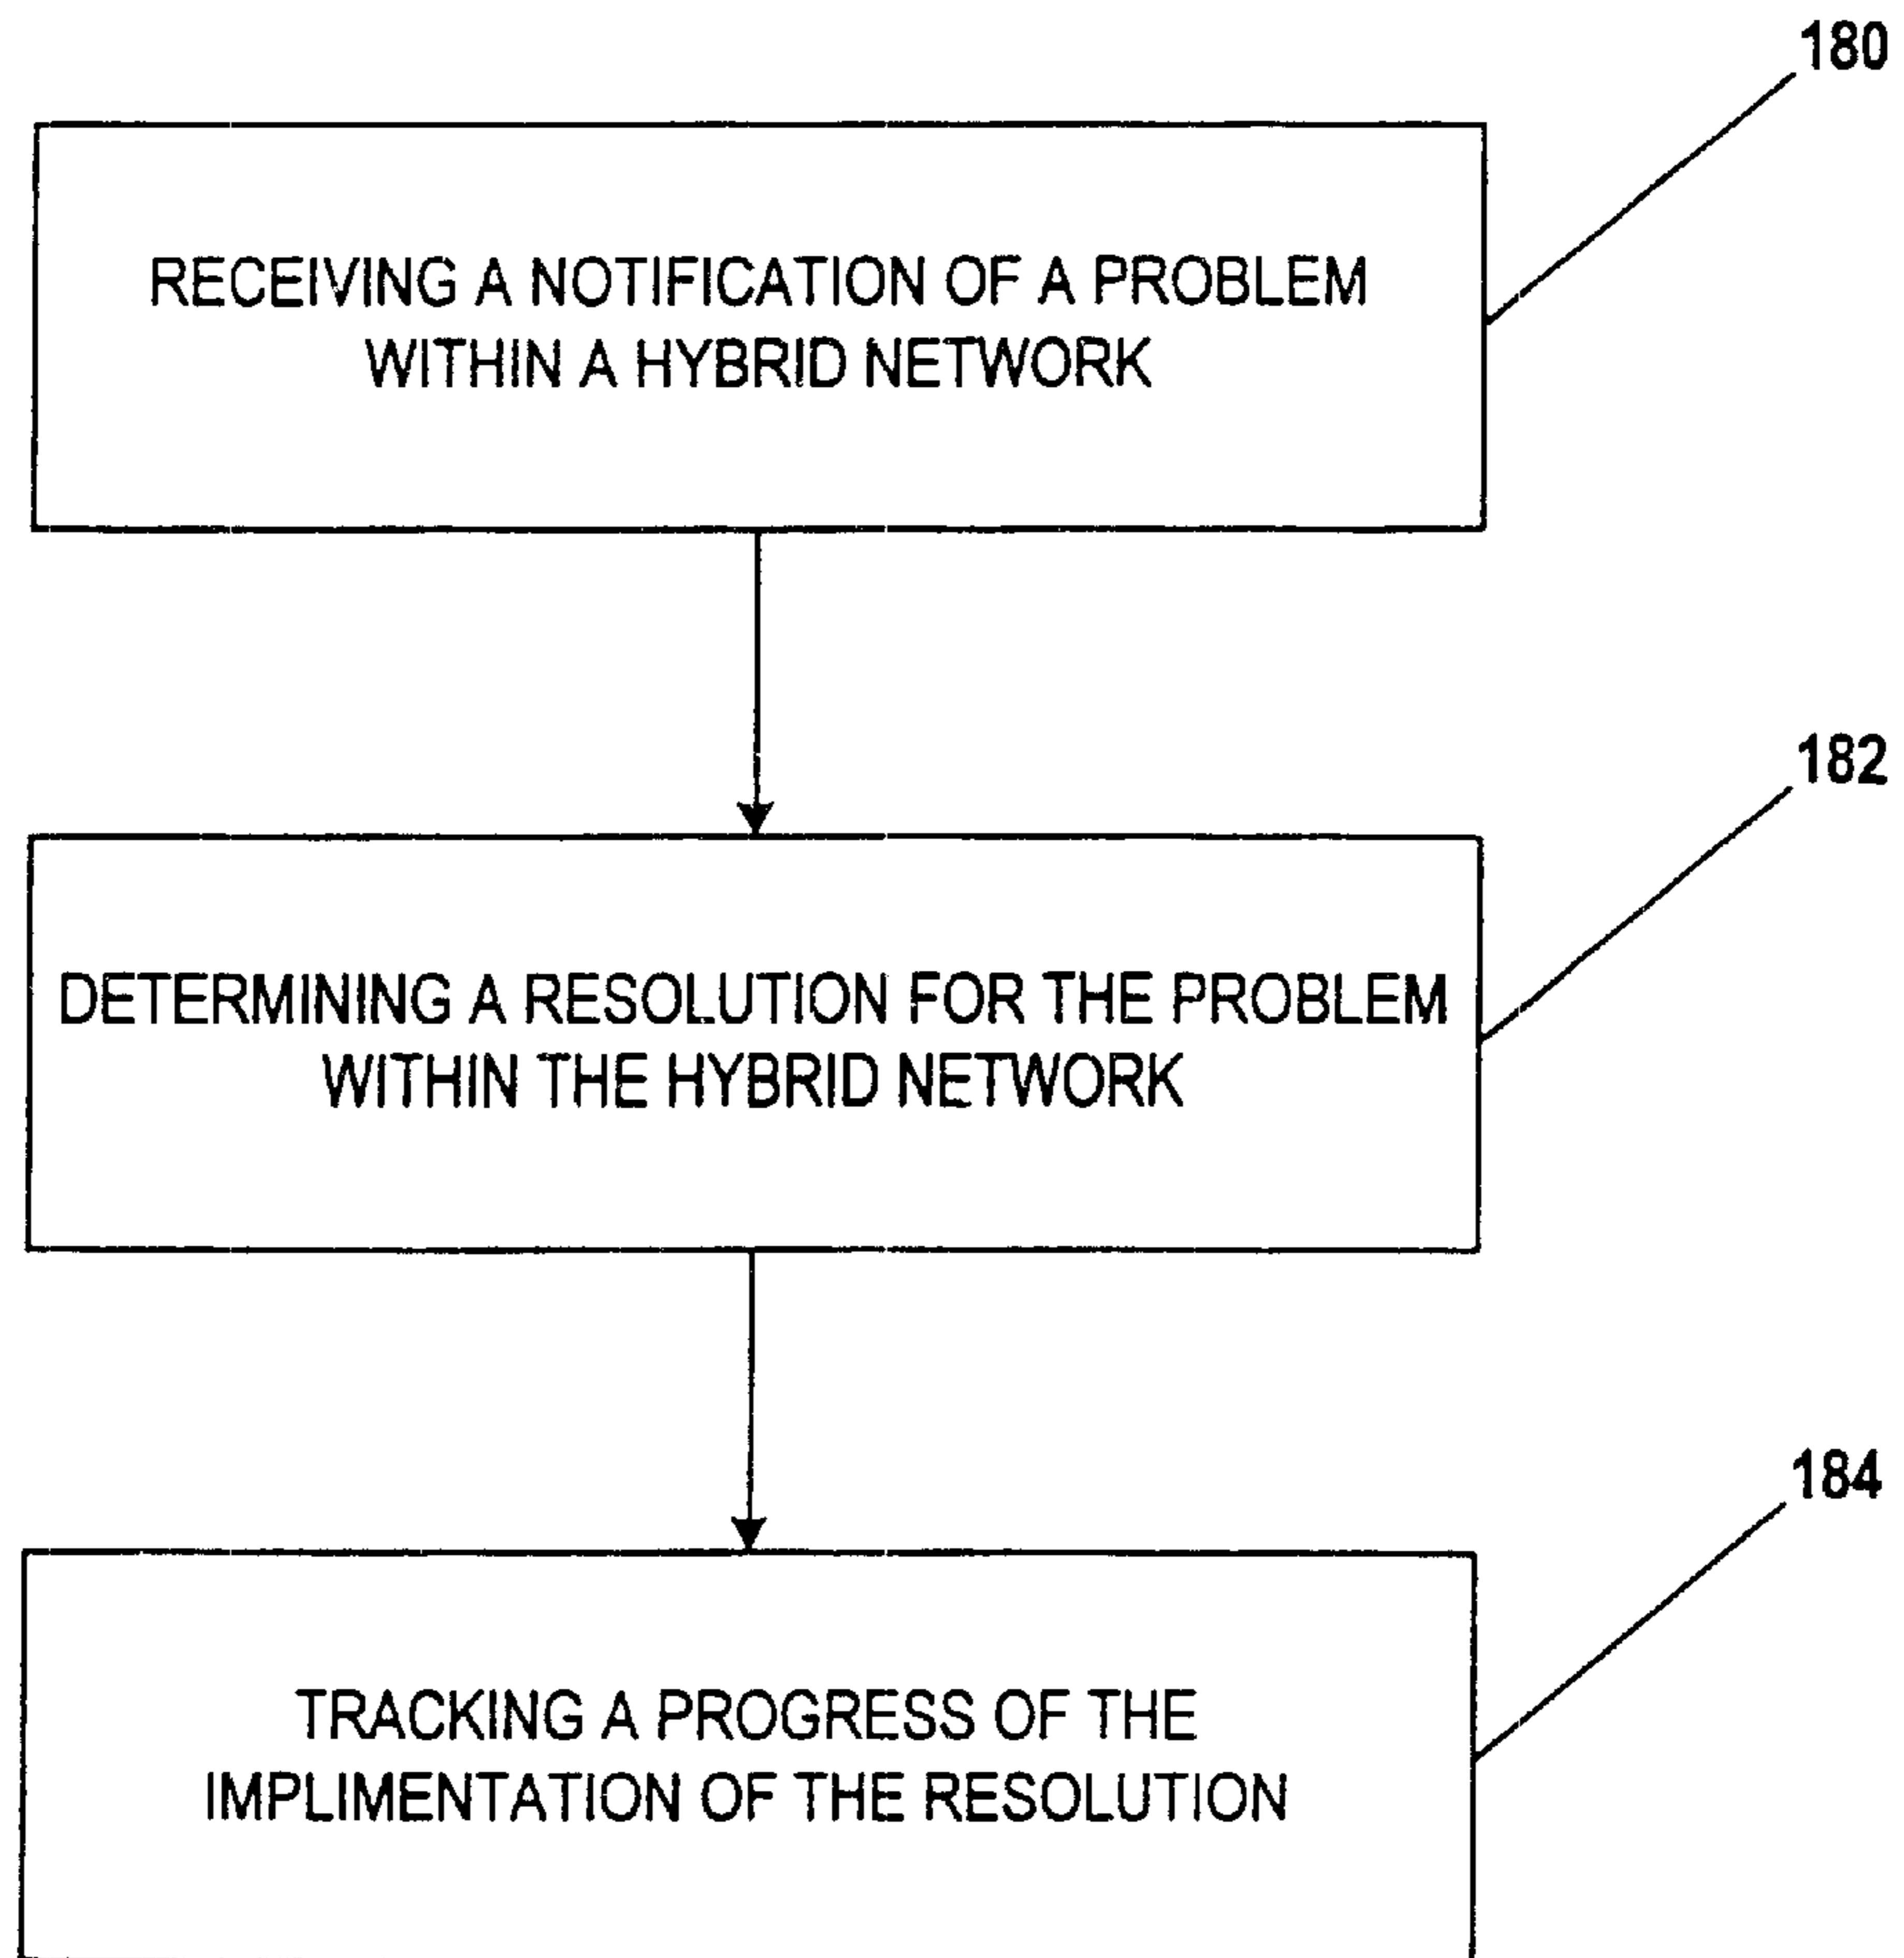 180
RECEIVING A NOTIFICATION OF A PROBLEM
WITHIN A HYBRID NETWORK
182
DETERMINING A RESOLUTION FOR THE PROBLEM
WITHIN THE HYBRID NETWORK
184
TRACKING A PROGRESS OF THE
IMPLIMENTATION OF THE RESOLUTION